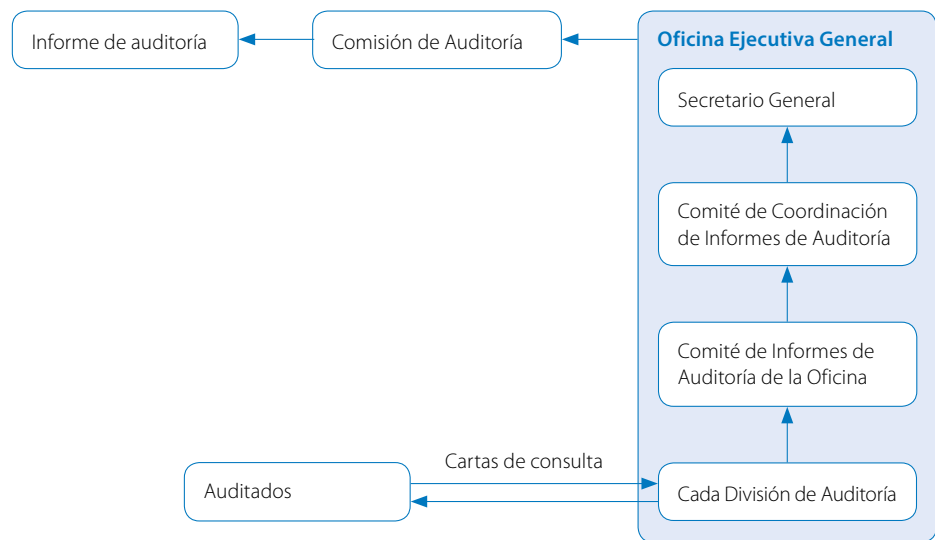 Informe de auditoría
Comisión de Auditoría
Oficina Ejecutiva General
Secretario General
Comité de Coordinación
de Informes de Auditoría
Comité de Informes de
Auditoría de la Oficina
Cartas de consulta
Auditados
Cada División de Auditoría